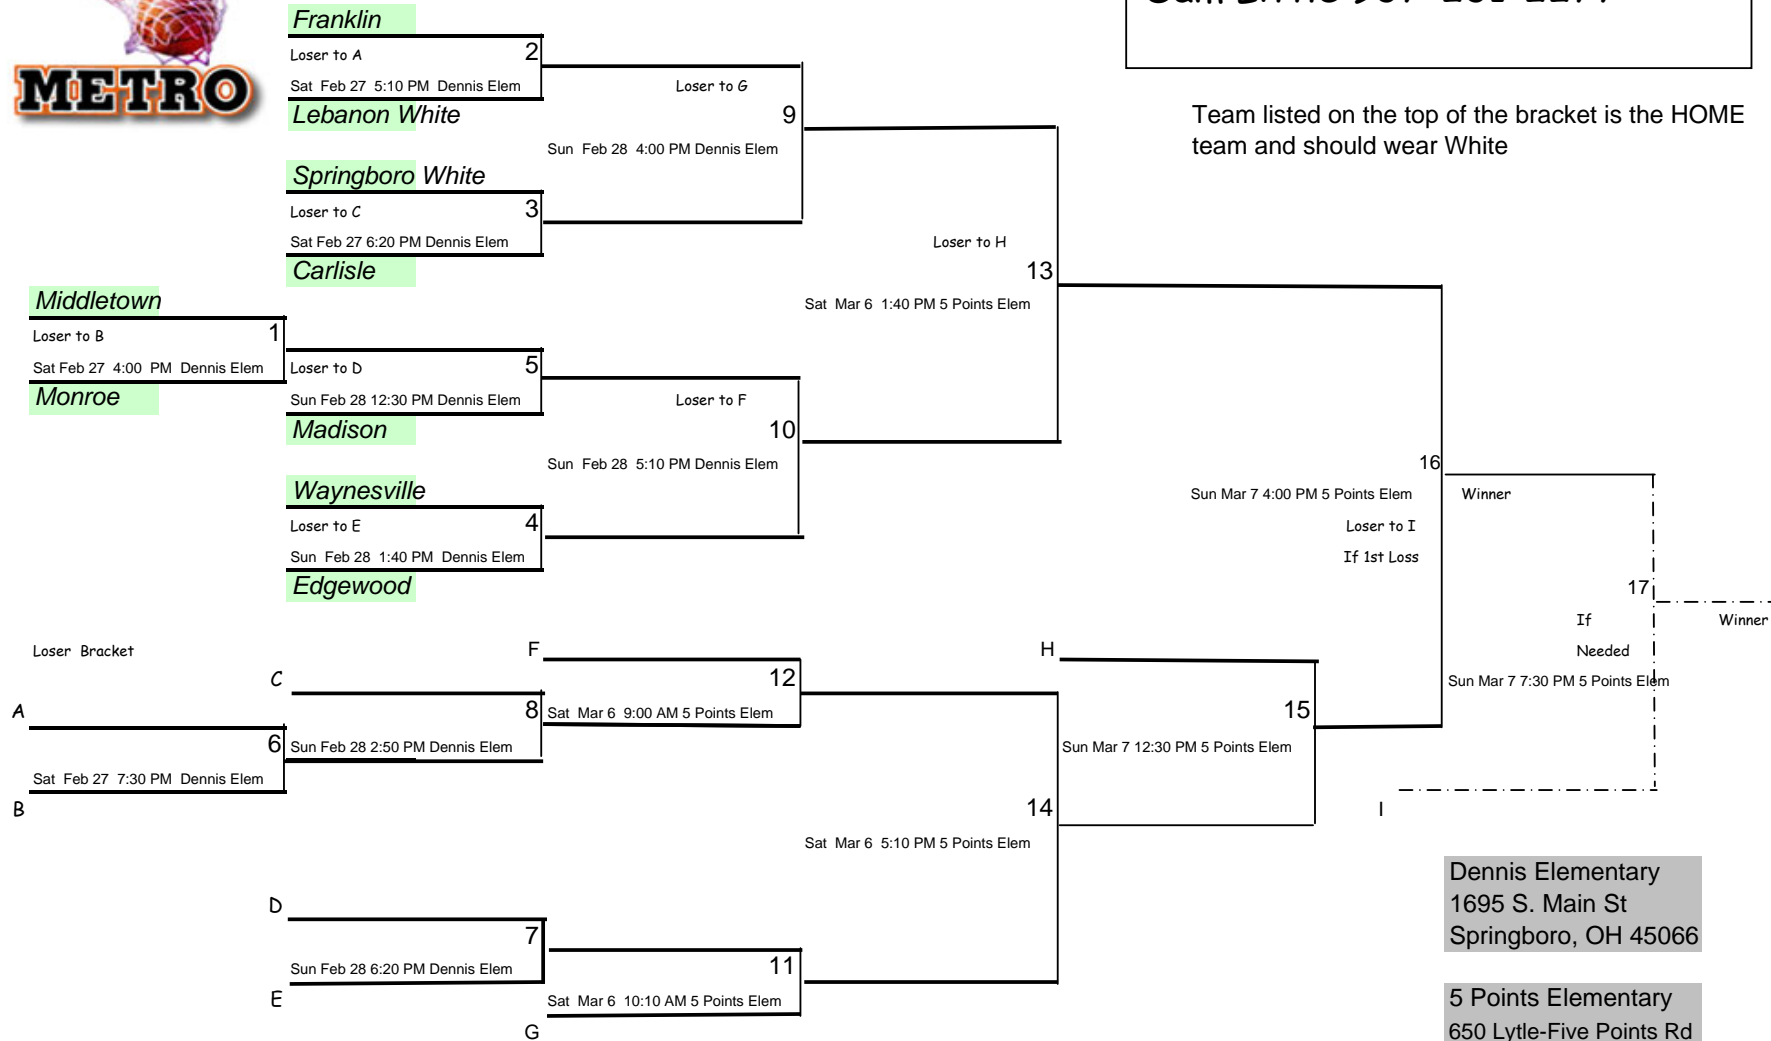 METRO
Franklin
Loser to A
2
Sat Feb 27 5:10 PM Dennis Elem
Lebanon White
Loser to G
9
Sun Feb 28 4:00 PM Dennis Elem
Team listed on the top of the bracket is the HOME
team and should wear White
Springboro White
Loser to C
3
Sat Feb 27 6:20 PM Dennis Elem
Carlisle
Loser to H
13
Sat Mar 6 1:40 PM 5 Points Elem
Middletown
Loser to B
1
Sat Feb 27 4:00 PM Dennis Elem
Monroe
Loser to D
5
Sun Feb 28 12:30 PM Dennis Elem
Madison
Loser to F
10
Sun Feb 28 5:10 PM Dennis Elem
Waynesville
Loser to E
4
Sun Feb 28 1:40 PM Dennis Elem
Edgewood
16
Sun Mar 7 4:00 PM 5 Points Elem
Winner
Loser to I
If 1st Loss
17
If
Needed
Winner
Sun Mar 7 7:30 PM 5 Points Elem
Loser Bracket
F
12
Sat Mar 6 9:00 AM 5 Points Elem
H
15
Sun Mar 7 12:30 PM 5 Points Elem
C
8
Sun Feb 28 2:50 PM Dennis Elem
A
6
Sat Feb 27 7:30 PM Dennis Elem
B
14
Sat Mar 6 5:10 PM 5 Points Elem
I
D
7
Sun Feb 28 6:20 PM Dennis Elem
E
11
Sat Mar 6 10:10 AM 5 Points Elem
G
Dennis Elementary
1695 S. Main St
Springboro, OH 45066
5 Points Elementary
650 Lytle-Five Points Rd